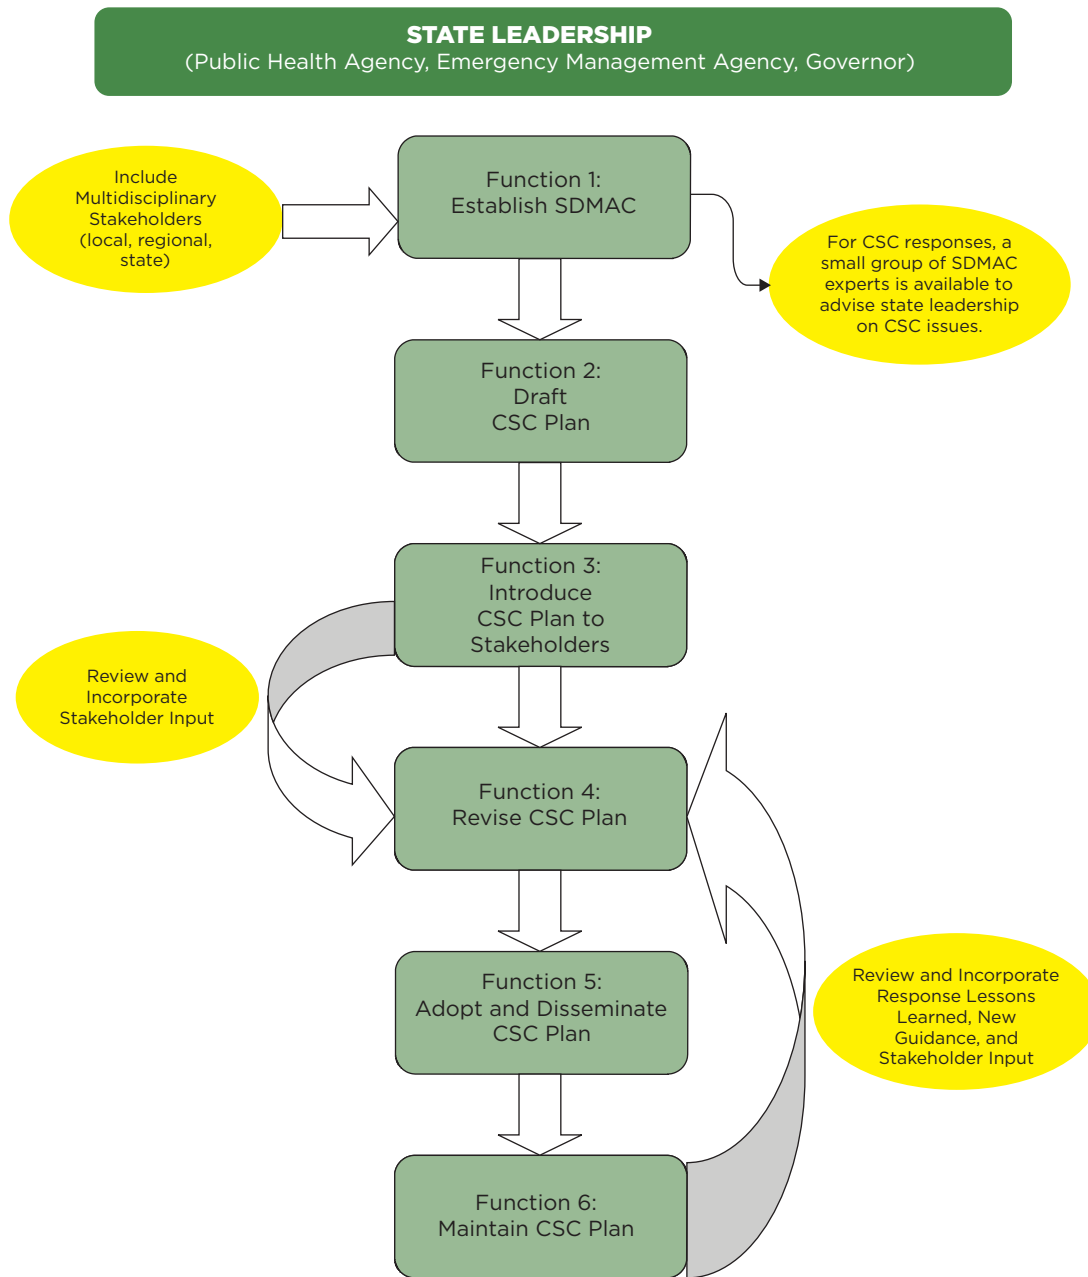 STATE LEADERSHIP
(Public Health Agency, Emergency Management Agency, Governor)
Include
Multidisciplinary
Stakeholders
(local, regional,
state)
Function 1:
Establish SDMAC
For CSC responses, a
small group of SDMAC
experts is available to
advise state leadership
on CSC issues.
Function 2:
Draft
CSC Plan
Function 3:
Introduce
CSC Plan to
Stakeholders
Review and
Incorporate
Stakeholder Input
Function 4:
Revise CSC Plan
Function 5:
Adopt and Disseminate
CSC Plan
Review and Incorporate
Response Lessons
Learned, New
Guidance, and
Stakeholder Input
Function 6:
Maintain CSC Plan